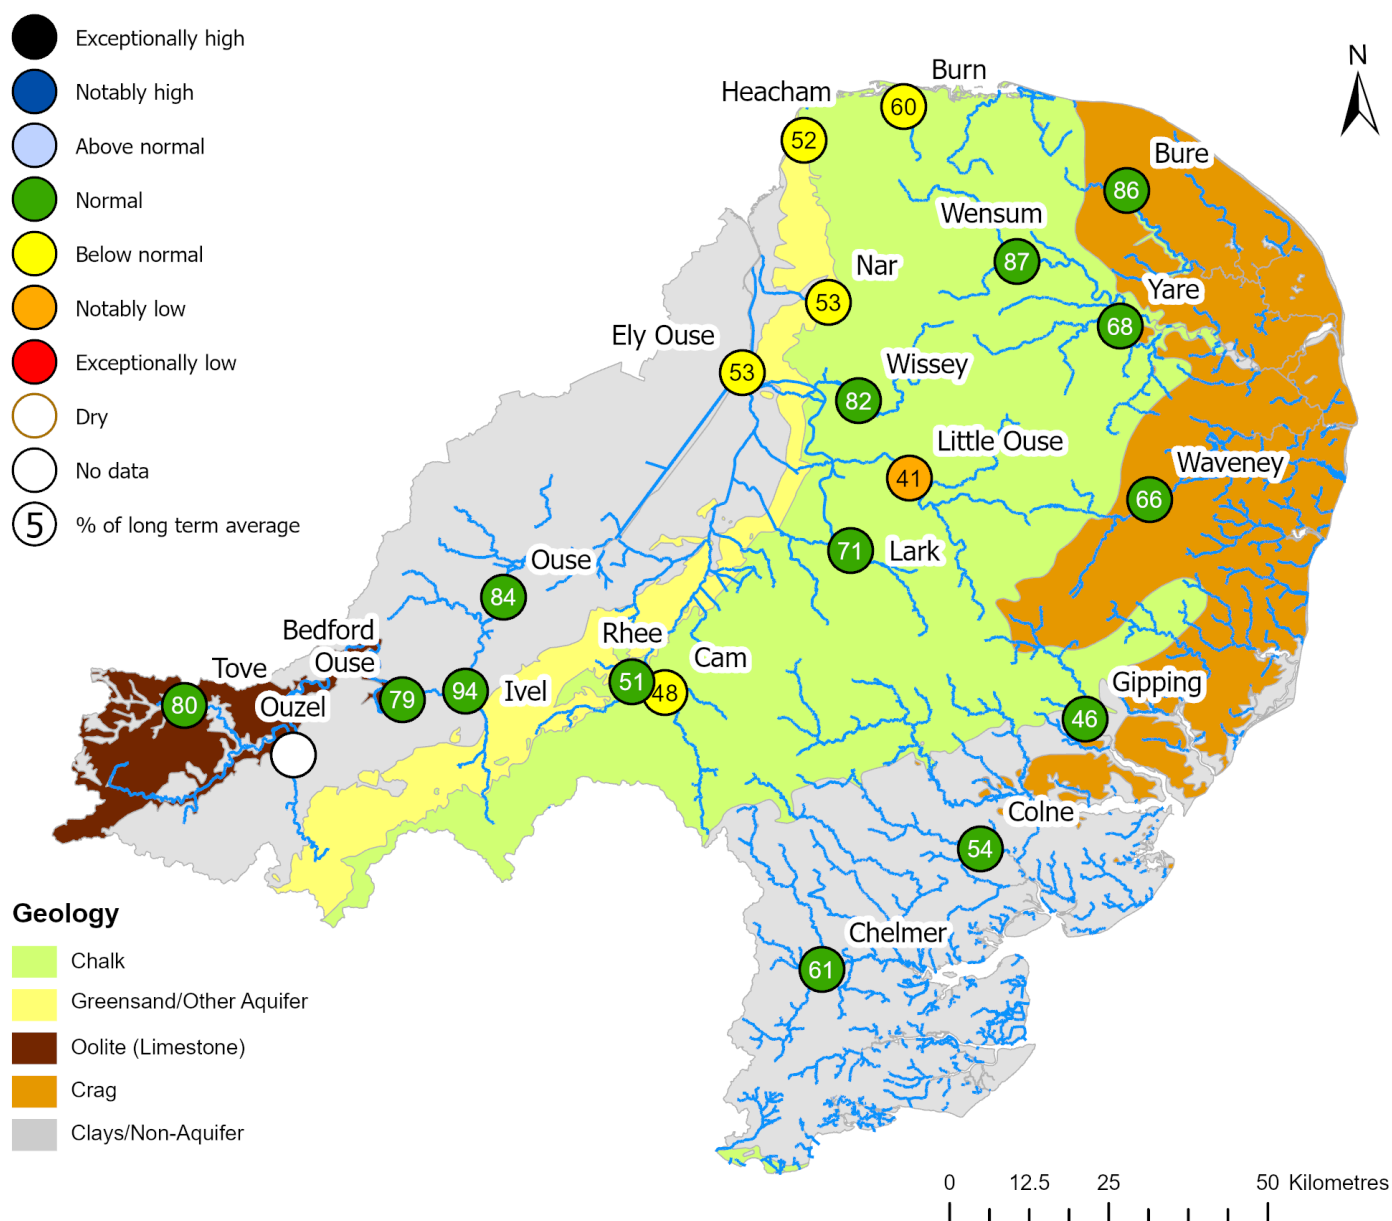 Exceptionally high
Notably high
Above normal
Normal
Below normal
Notably low
Exceptionally low
Dry
No data
5 % of long term average
N
Burn
60
Heacham
52
Bure
86
Wensum
87
Nar
53
Yare
68
Ely Ouse
53
Wissey
82
Little Ouse
41
Waveney
66
Lark
71
Ouse
84
Bedford
Ouse
79
Rhee
51
Cam
48
Tove
80
Ouzel
94
Ivel
Gipping
46
Colne
54
Chelmer
61
Geology
Chalk
Greensand/Other Aquifer
Oolite (Limestone)
Crag
Clays/Non-Aquifer
0 12.5 25 50 Kilometres